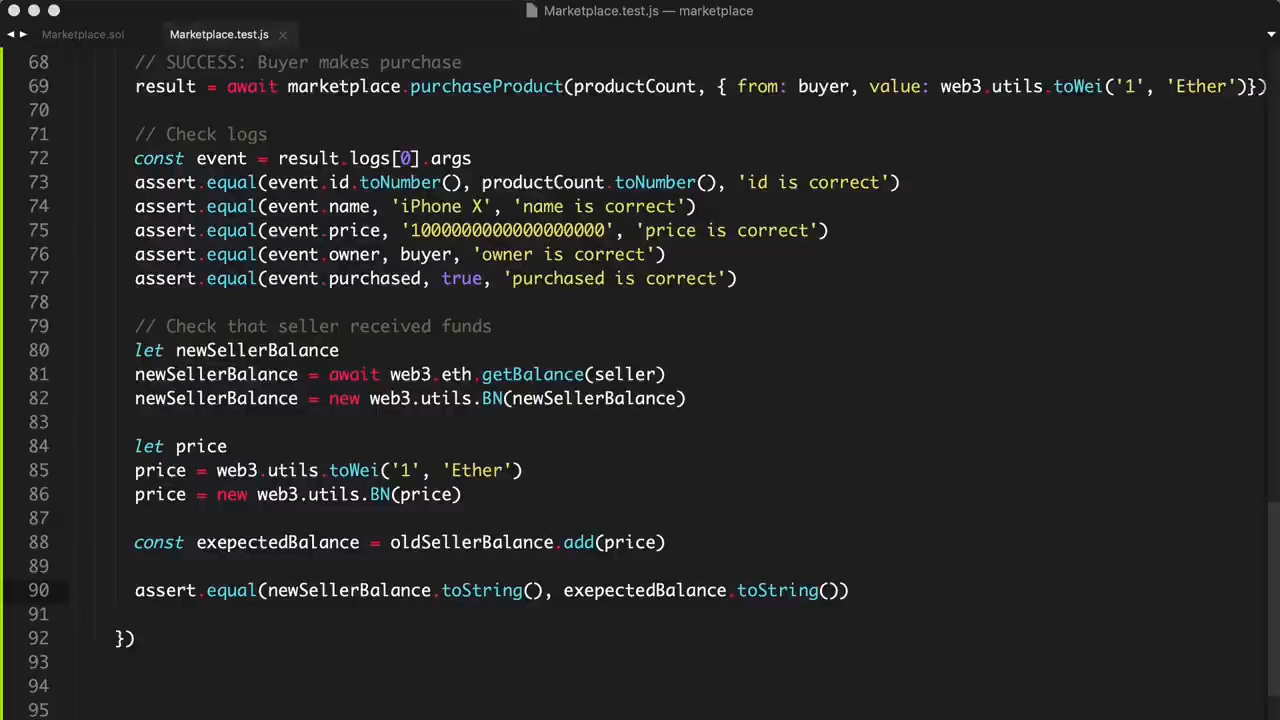 Marketplace.test.js — marketplace
Marketplace.sol
Marketplace.test.js
68 // SUCCESS: Buyer makes purchase
69 result = await marketplace.purchaseProduct(productCount, { from: buyer, value: web3.utils.toWei('1', 'Ether')})
70
71 // Check logs
72 const event = result.logs[0].args
73 assert.equal(event.id.toNumber(), productCount.toNumber(), 'id is correct')
74 assert.equal(event.name, 'iPhone X', 'name is correct')
75 assert.equal(event.price, '1000000000000000000', 'price is correct')
76 assert.equal(event.owner, buyer, 'owner is correct')
77 assert.equal(event.purchased, true, 'purchased is correct')
78
79 // Check that seller received funds
80 let newSellerBalance
81 newSellerBalance = await web3.eth.getBalance(seller)
82 newSellerBalance = new web3.utils.BN(newSellerBalance)
83
84 let price
85 price = web3.utils.toWei('1', 'Ether')
86 price = new web3.utils.BN(price)
87
88 const exepectedBalance = oldSellerBalance.add(price)
89
90 assert.equal(newSellerBalance.toString(), exepectedBalance.toString())
91
92 })
93
94
95